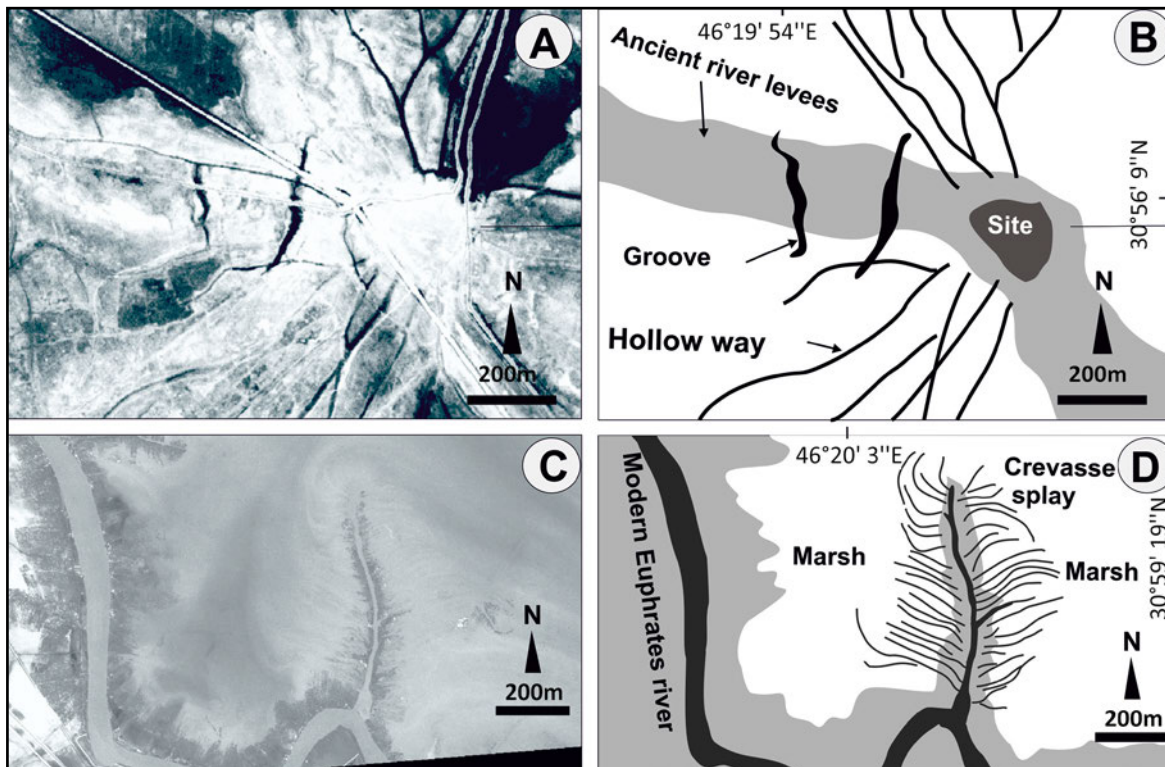 A
N
200m
46°19' 54''E
B
Ancient river levees
30°56' 9''N
Site
Groove
Hollow way
N
200m
C
N
200m
46°20' 3''E
D
Modern Euphrates river
Crevasse
splay
Marsh
Marsh
30°59' 19''N
N
200m